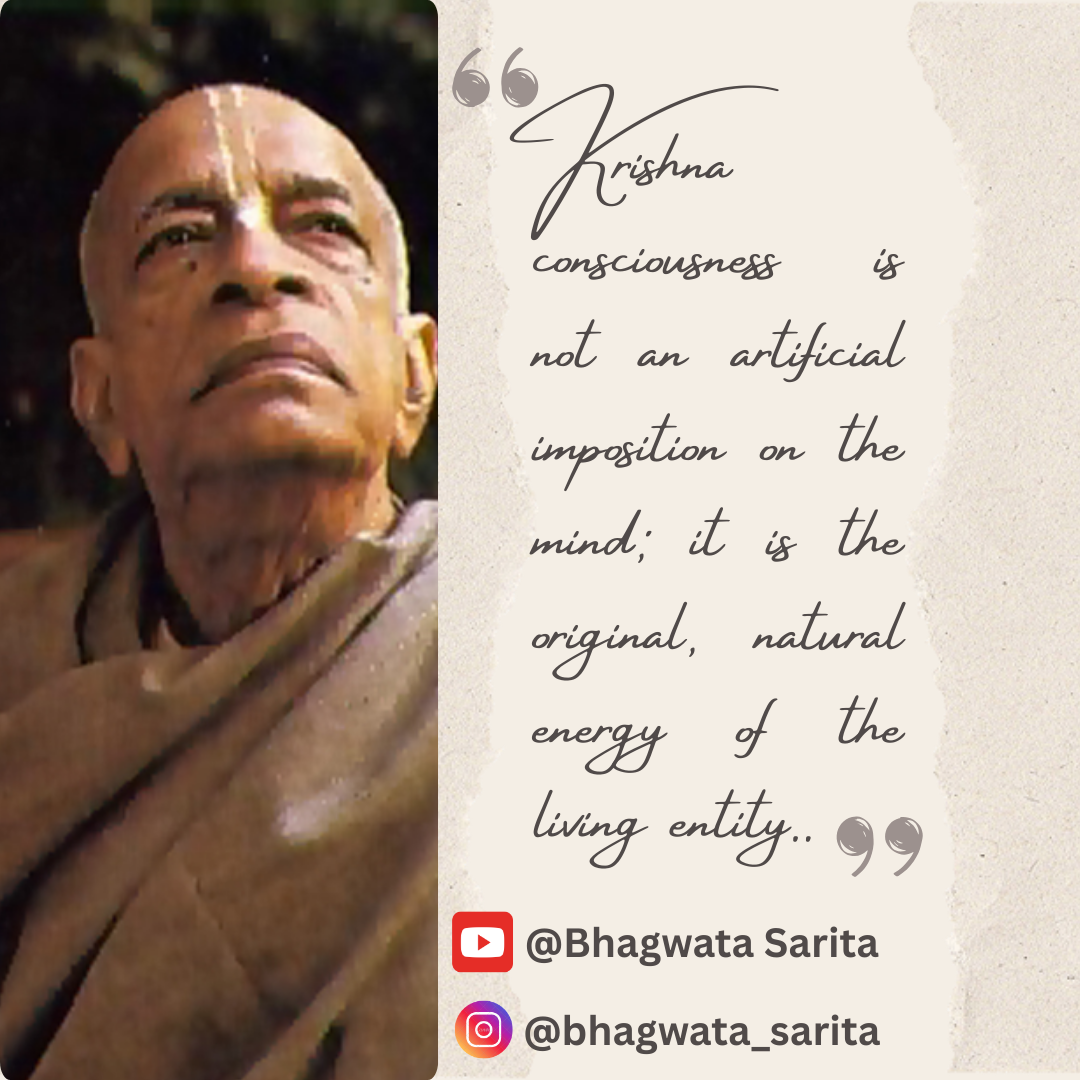 Krishna
consciousness is
not an artificial
imposition on the
mind; it is the
original, natural
energy of the
living entity..
@Bhagwata Sarita
@bhagwata_sarita